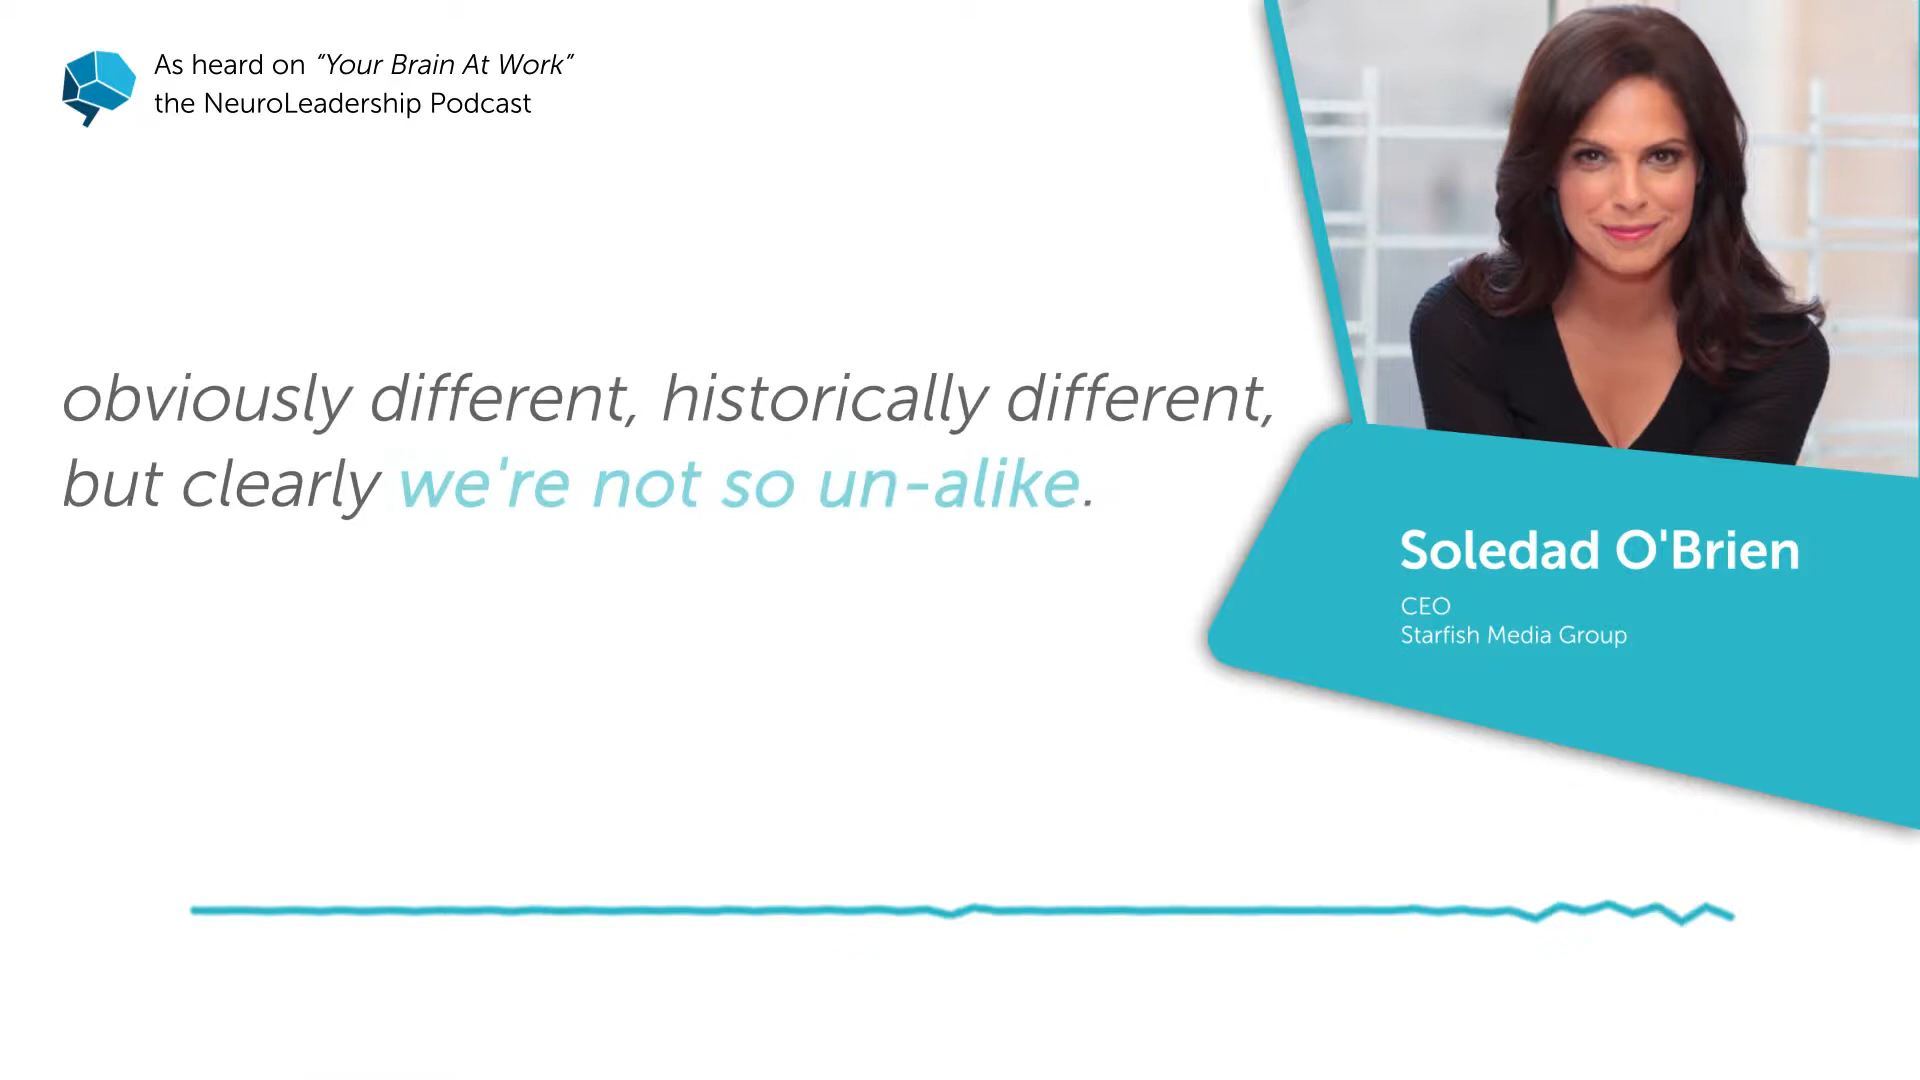 As heard on “Your Brain At Work”
the NeuroLeadership Podcast
obviously different, historically different,
but clearly we're not so un-alike.
Soledad O'Brien
CEO
Starfish Media Group